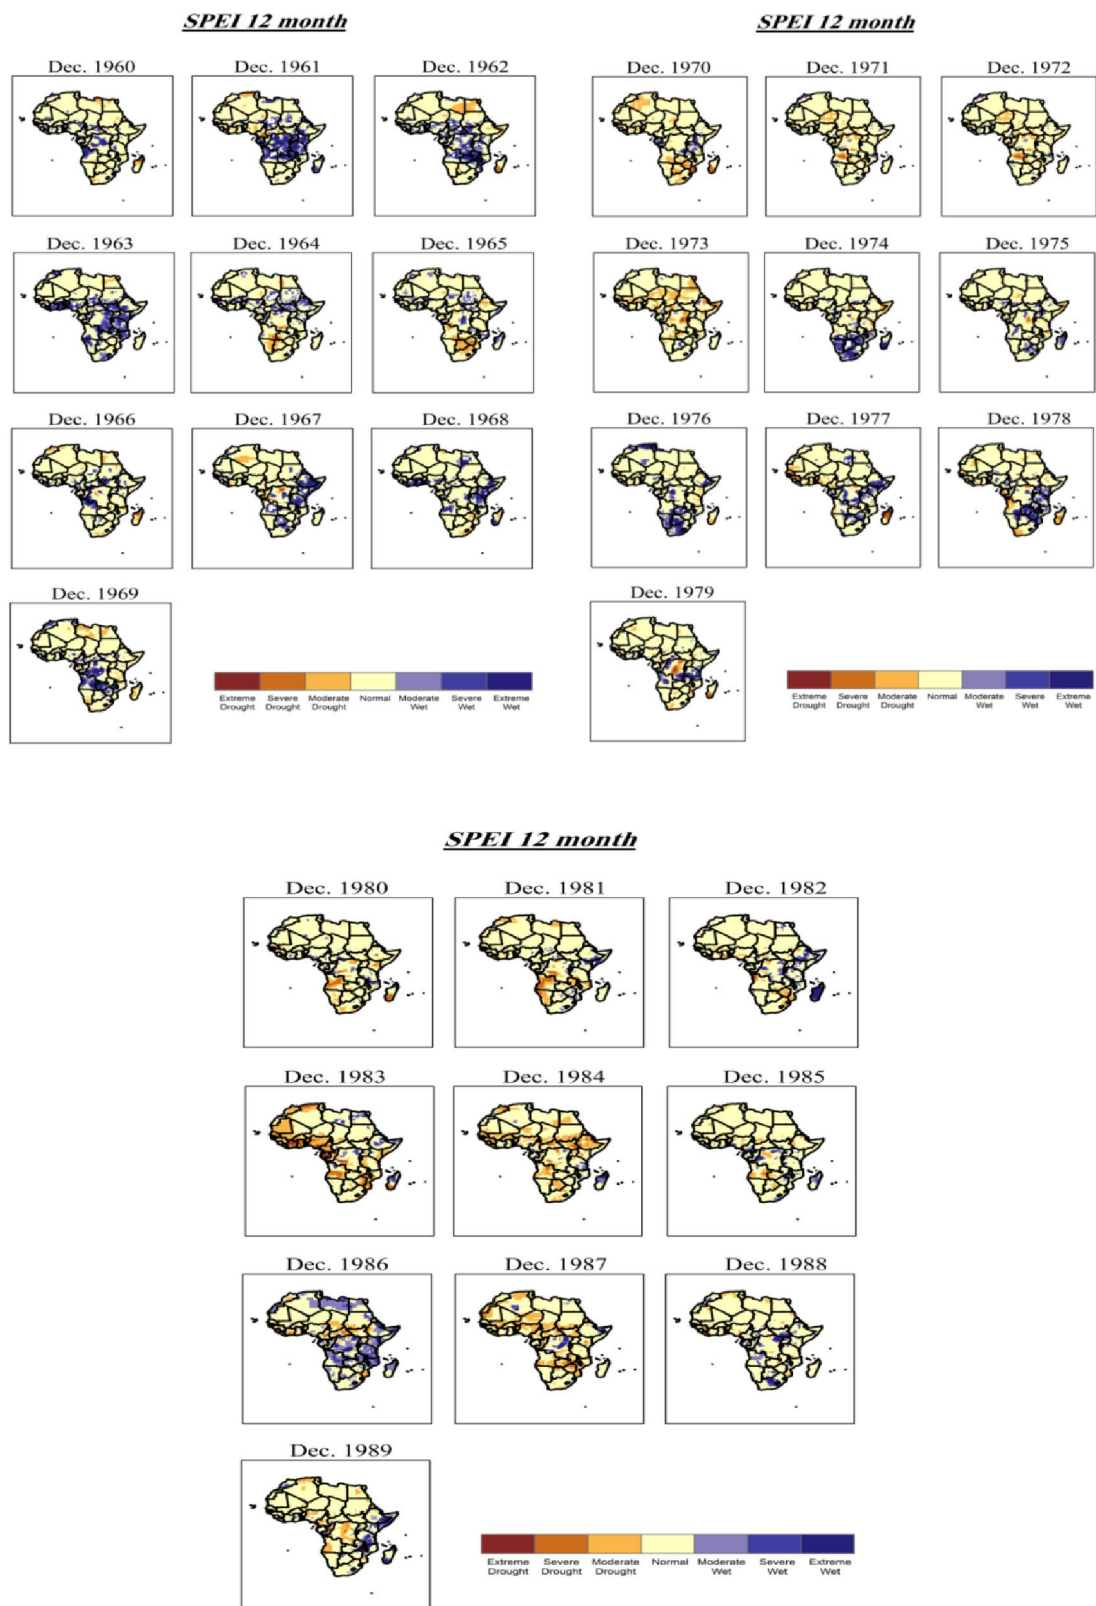 SPEI 12 month
Dec. 1960
Dec. 1961
Dec. 1962
Dec. 1963
Dec. 1964
Dec. 1965
Dec. 1966
Dec. 1967
Dec. 1968
Dec. 1969
Extreme Drought
Severe Drought
Moderate Drought
Normal
Moderate Wet
Severe Wet
Extreme Wet
SPEI 12 month
Dec. 1970
Dec. 1971
Dec. 1972
Dec. 1973
Dec. 1974
Dec. 1975
Dec. 1976
Dec. 1977
Dec. 1978
Dec. 1979
Extreme Drought
Severe Drought
Moderate Drought
Normal
Moderate Wet
Severe Wet
Extreme Wet
SPEI 12 month
Dec. 1980
Dec. 1981
Dec. 1982
Dec. 1983
Dec. 1984
Dec. 1985
Dec. 1986
Dec. 1987
Dec. 1988
Dec. 1989
Extreme Drought
Severe Drought
Moderate Drought
Normal
Moderate Wet
Severe Wet
Extreme Wet